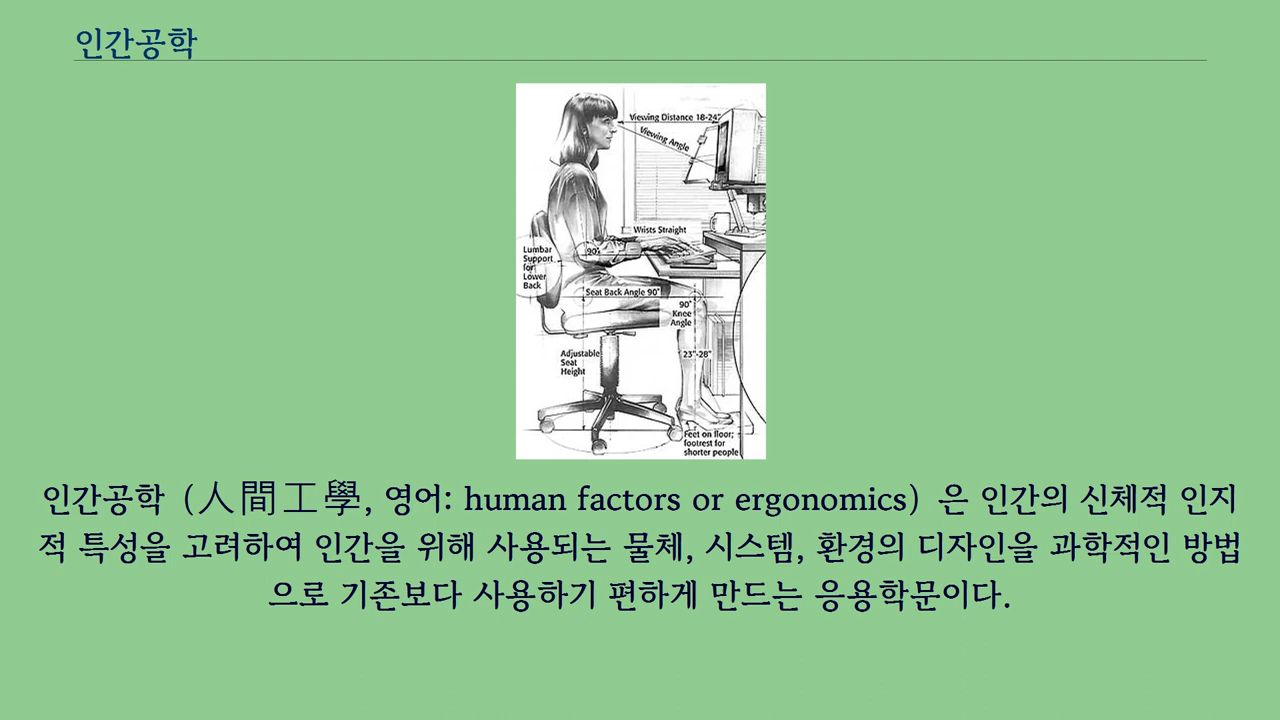 인간공학
Viewing Distance 18-24"
Viewing Angle
Wrists Straight
90°
Lumbar
Support
for
Lower
Back
Seat Back Angle 90°
90°
Knee
Angle
Adjustable
Seat
Height
23"-28"
Feet on floor;
footrest for
shorter people
인간공학 (人間工學, 영어: human factors or ergonomics) 은 인간의 신체적 인지
적 특성을 고려하여 인간을 위해 사용되는 물체, 시스템, 환경의 디자인을 과학적인 방법
으로 기존보다 사용하기 편하게 만드는 응용학문이다.